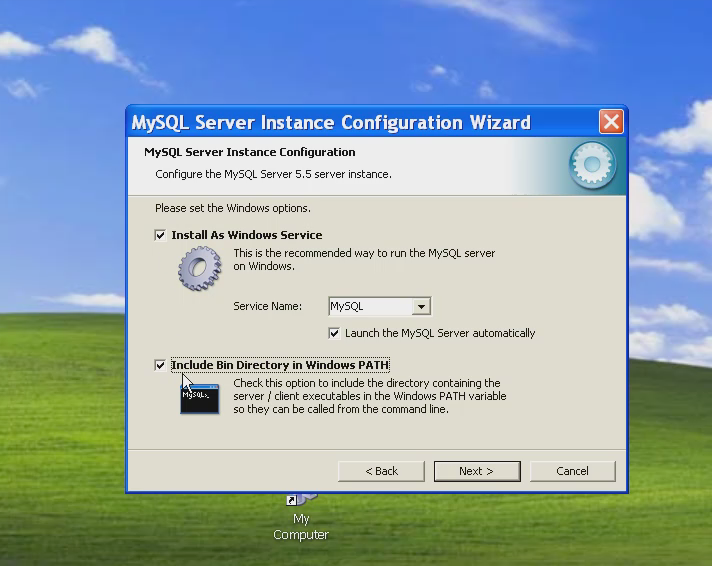 MySQL Server Instance Configuration Wizard
MySQL Server Instance Configuration
Configure the MySQL Server 5.5 server instance.
Please set the Windows options.
Install As Windows Service
This is the recommended way to run the MySQL server
on Windows.
Service Name:
MySQL
Launch the MySQL Server automatically
Include Bin Directory in Windows PATH
MySQL>
Check this option to include the directory containing the
server / client executables in the Windows PATH variable
so they can be called from the command line.
< Back
Next >
Cancel
My
Computer